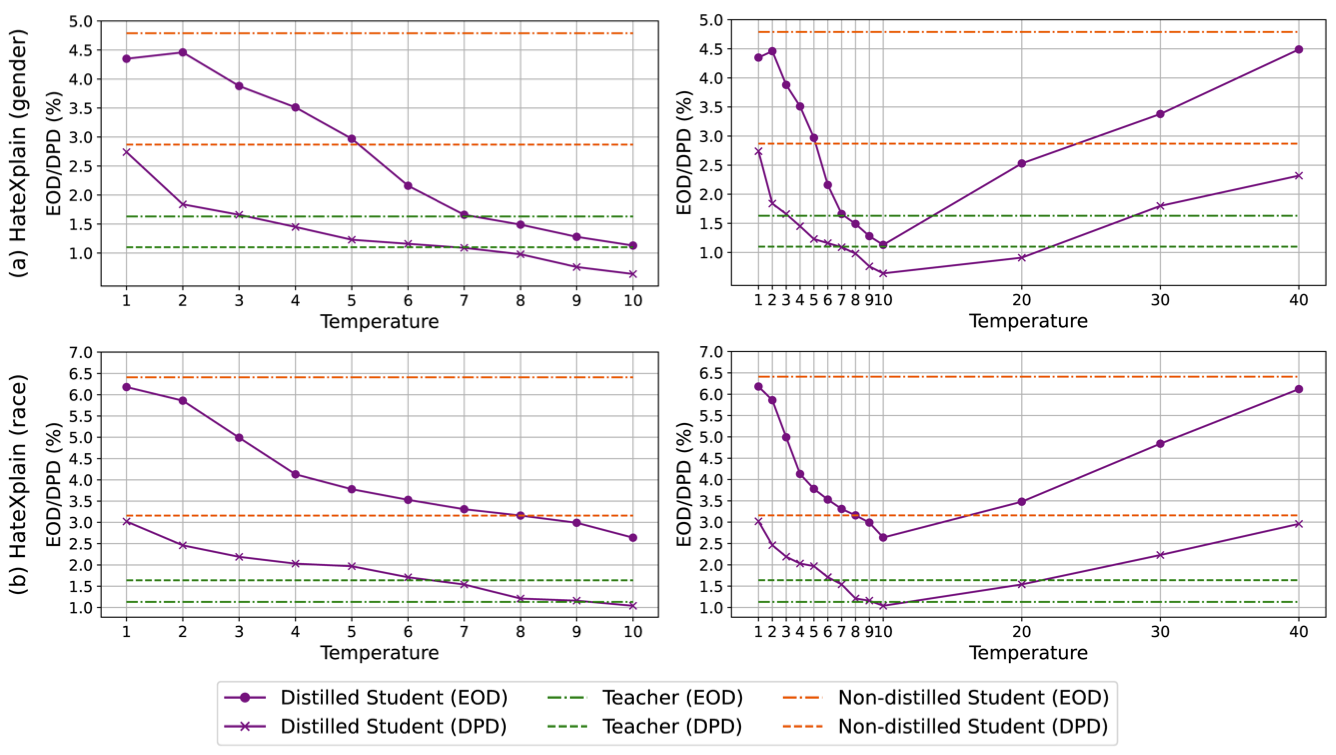 (a) HateXplain (gender)
EOD/DPD (%)
5.0
4.5
4.0
3.5
3.0
2.5
2.0
1.5
1.0
1 2 3 4 5 6 7 8 9 10
Temperature
EOD/DPD (%)
5.0
4.5
4.0
3.5
3.0
2.5
2.0
1.5
1.0
1 2 3 4 5 6 7 8 9 10 20 30 40
Temperature
(b) HateXplain (race)
EOD/DPD (%)
7.0
6.5
6.0
5.5
5.0
4.5
4.0
3.5
3.0
2.5
2.0
1.5
1.0
1 2 3 4 5 6 7 8 9 10
Temperature
EOD/DPD (%)
7.0
6.5
6.0
5.5
5.0
4.5
4.0
3.5
3.0
2.5
2.0
1.5
1.0
1 2 3 4 5 6 7 8 9 10 20 30 40
Temperature
Distilled Student (EOD) Teacher (EOD) Non-distilled Student (EOD)
Distilled Student (DPD) Teacher (DPD) Non-distilled Student (DPD)